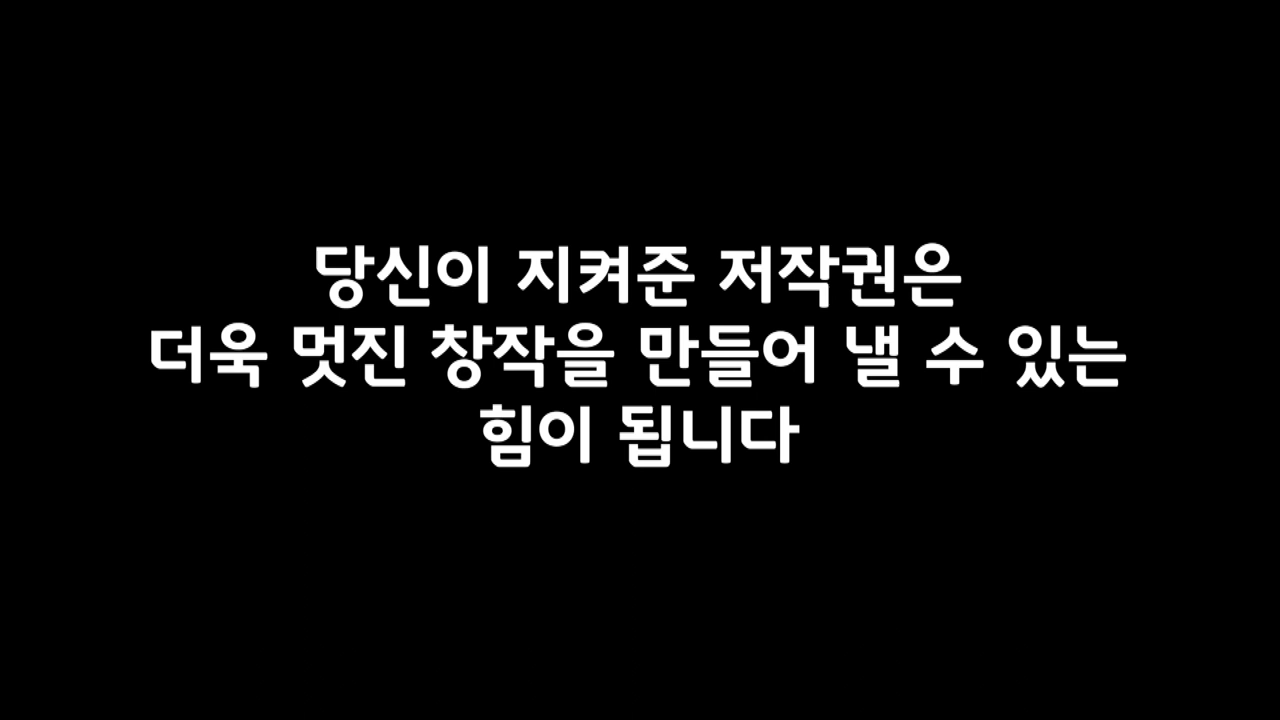 당신이 지켜준 저작권은
더욱 멋진 창작을 만들어 낼 수 있는
힘이 됩니다